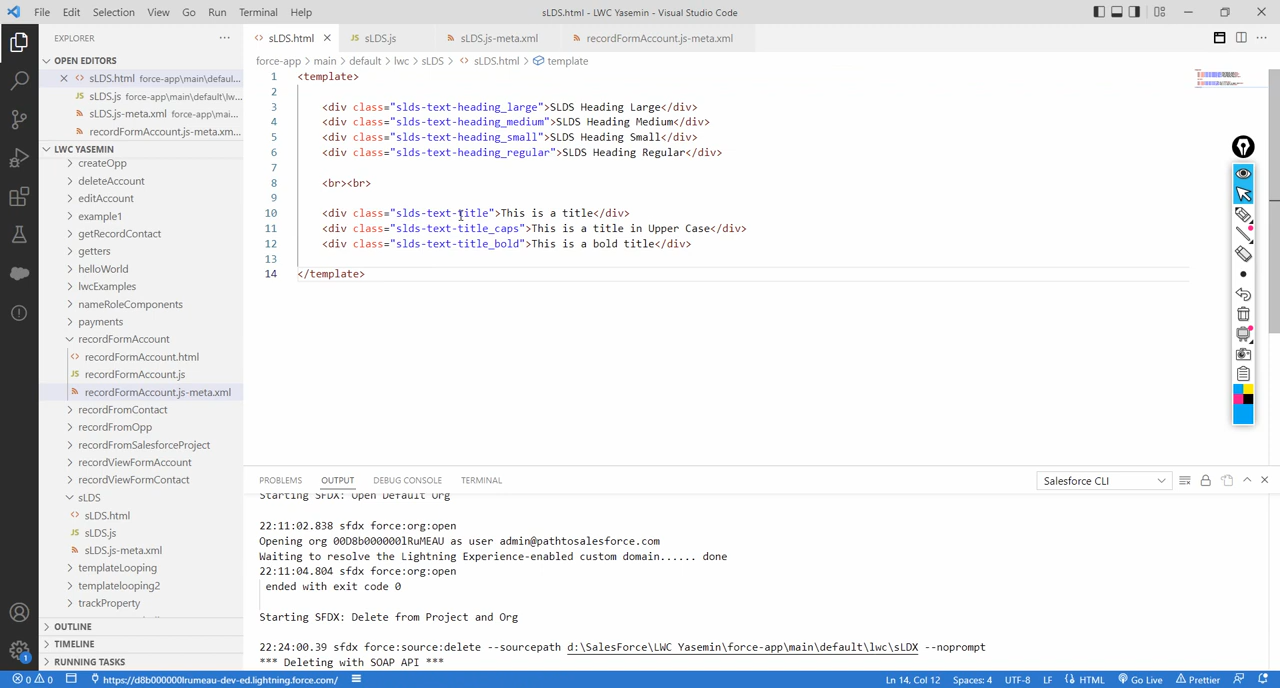 File Edit Selection View Go Run Terminal Help
sLDS.html - LWC Yasemin - Visual Studio Code
EXPLORER
OPEN EDITORS
sLDS.html force-app\main\defaul...
sLDS.js force-app\main\default\lw...
sLDS.js-meta.xml force-app\mai...
recordFormAccount.js-meta.xm...
LWC YASEMIN
createOpp
deleteAccount
editAccount
example1
getRecordContact
getters
helloWorld
lwcExamples
nameRoleComponents
payments
recordFormAccount
recordFormAccount.html
recordFormAccount.js
recordFormAccount.js-meta.xml
recordFromContact
recordFromOpp
recordFromSalesforceProject
recordViewFormAccount
recordViewFormContact
sLDS
sLDS.html
sLDS.js
sLDS.js-meta.xml
templateLooping
templatelooping2
trackProperty
OUTLINE
TIMELINE
RUNNING TASKS
sLDS.html
sLDS.js
sLDS.js-meta.xml
recordFormAccount.js-meta.xml
force-app > main > default > lwc > sLDS > sLDS.html > template
1 <template>
2
3 <div class="slds-text-heading_large">SLDS Heading Large</div>
4 <div class="slds-text-heading_medium">SLDS Heading Medium</div>
5 <div class="slds-text-heading_small">SLDS Heading Small</div>
6 <div class="slds-text-heading_regular">SLDS Heading Regular</div>
7
8 <br><br>
9
10 <div class="slds-text-title">This is a title</div>
11 <div class="slds-text-title_caps">This is a title in Upper Case</div>
12 <div class="slds-text-title_bold">This is a bold title</div>
13
14 </template>
PROBLEMS OUTPUT DEBUG CONSOLE TERMINAL
Salesforce CLI
Starting SFDX: Open Default Org
22:11:02.838 sfdx force:org:open
Opening org 00D8b000000lRuMEAU as user admin@pathtosalesforce.com
Waiting to resolve the Lightning Experience-enabled custom domain...... done
22:11:04.804 sfdx force:org:open
ended with exit code 0
Starting SFDX: Delete from Project and Org
22:24:00.39 sfdx force:source:delete --sourcepath d:\SalesForce\LWC Yasemin\force-app\main\default\lwc\sLDX --noprompt
*** Deleting with SOAP API ***
1
0 0 https://d8b000000lrumeau-dev-ed.lightning.force.com/
Ln 14, Col 12 Spaces: 4 UTF-8 LF HTML Go Live Prettier